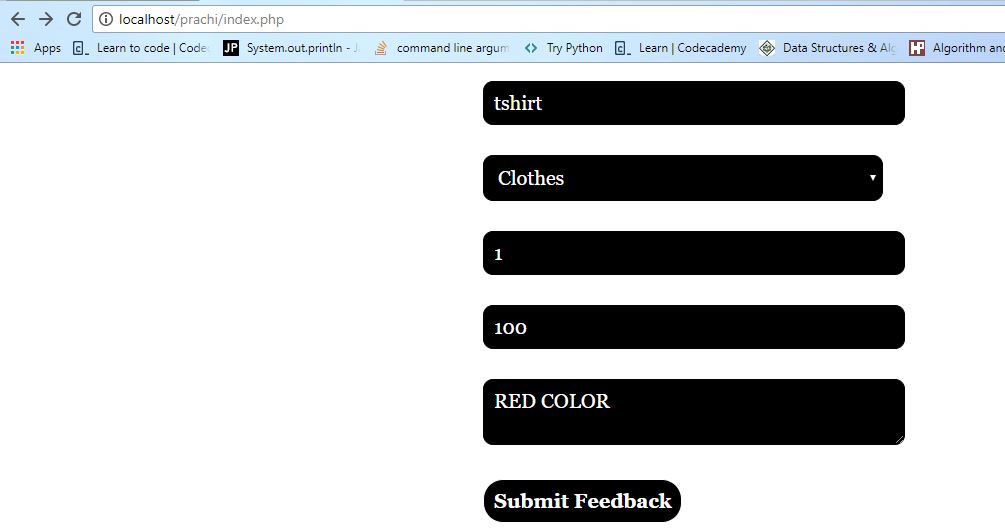 localhost/prachi/index.php
Apps Learn to code | Code System.out.println - J command line argum Try Python Learn | Codecademy Data Structures & Alg Algorithm and
tshirt
Clothes
1
100
RED COLOR
Submit Feedback